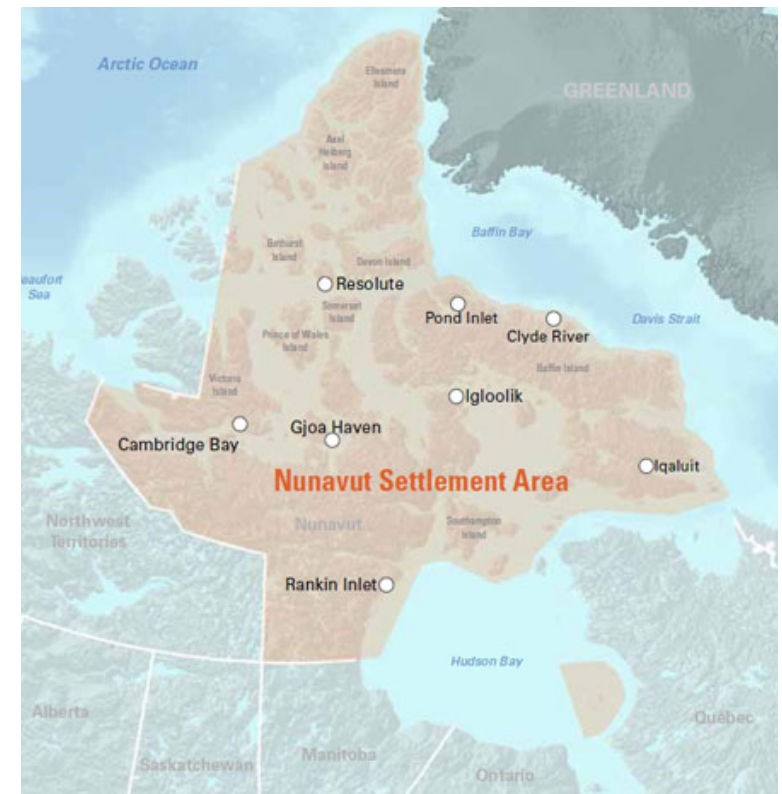 Arctic Ocean
Ellesmere
Island
GREENLAND
Axel
Heiberg
Island
Baffin Bay
Bathurst
Island
Devon Island
eaufort
Sea
Resolute
Somerset
Island
Pond Inlet
Clyde River
Davis Strait
Prince of Wales
Island
Baffin Island
Victoria
Island
Igloolik
Cambridge Bay
Gjoa Haven
Iqaluit
Nunavut Settlement Area
Northwest
Territories
Nunavut
Southampton
Island
Rankin Inlet
Hudson Bay
Alberta
Québec
Saskatchewan
Manitoba
Ontario